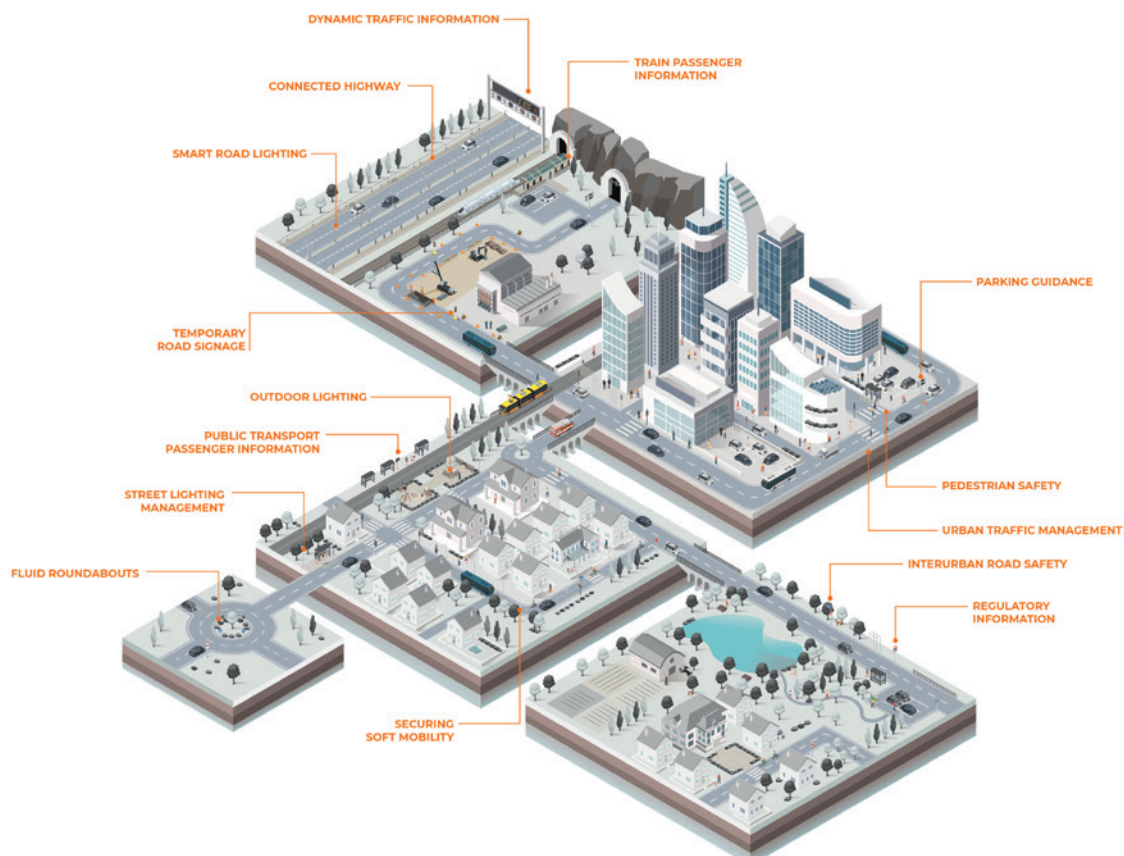 DYNAMIC TRAFFIC INFORMATION
TRAIN PASSENGER
INFORMATION
CONNECTED HIGHWAY
SMART ROAD LIGHTING
PARKING GUIDANCE
TEMPORARY
ROAD SIGNAGE
OUTDOOR LIGHTING
PUBLIC TRANSPORT
PASSENGER INFORMATION
STREET LIGHTING
MANAGEMENT
PEDESTRIAN SAFETY
URBAN TRAFFIC MANAGEMENT
FLUID ROUNDABOUTS
INTERURBAN ROAD SAFETY
REGULATORY
INFORMATION
SECURING
SOFT MOBILITY